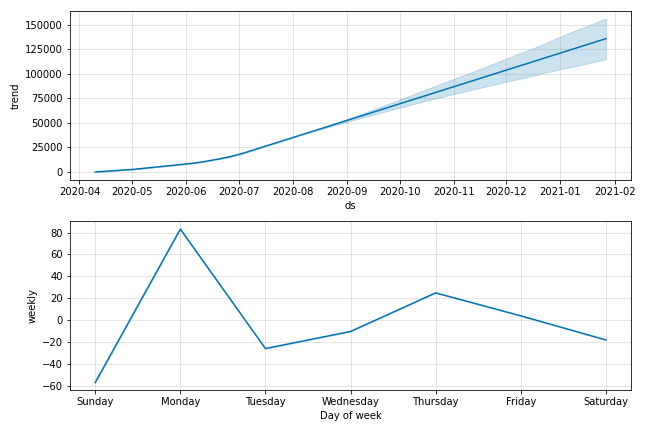 150000
125000
100000
75000
50000
25000
0
trend
2020-04 2020-05 2020-06 2020-07 2020-08 2020-09 2020-10 2020-11 2020-12 2021-01 2021-02
ds
80
60
40
20
0
−20
−40
−60
weekly
Sunday Monday Tuesday Wednesday Thursday Friday Saturday
Day of week